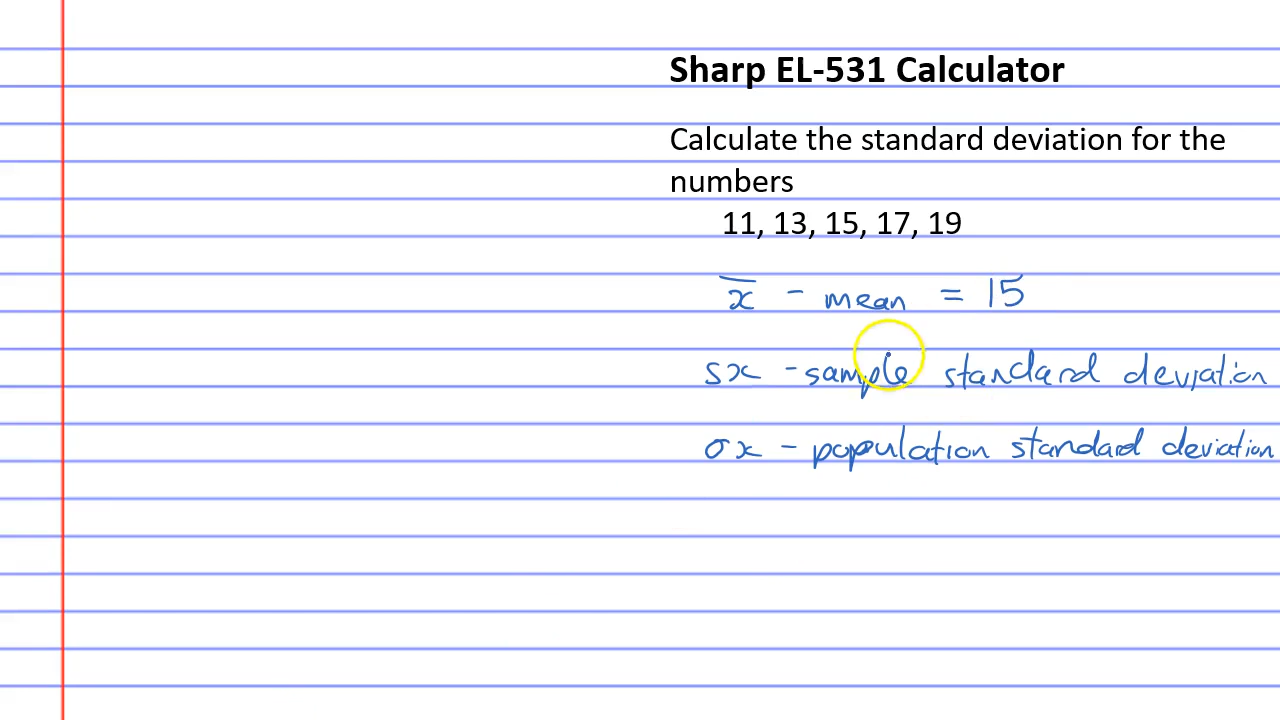 Sharp EL-531 Calculator
Calculate the standard deviation for the
numbers
11, 13, 15, 17, 19
x̅ - mean = 15
sx - sample standard deviation
σx - population standard deviation